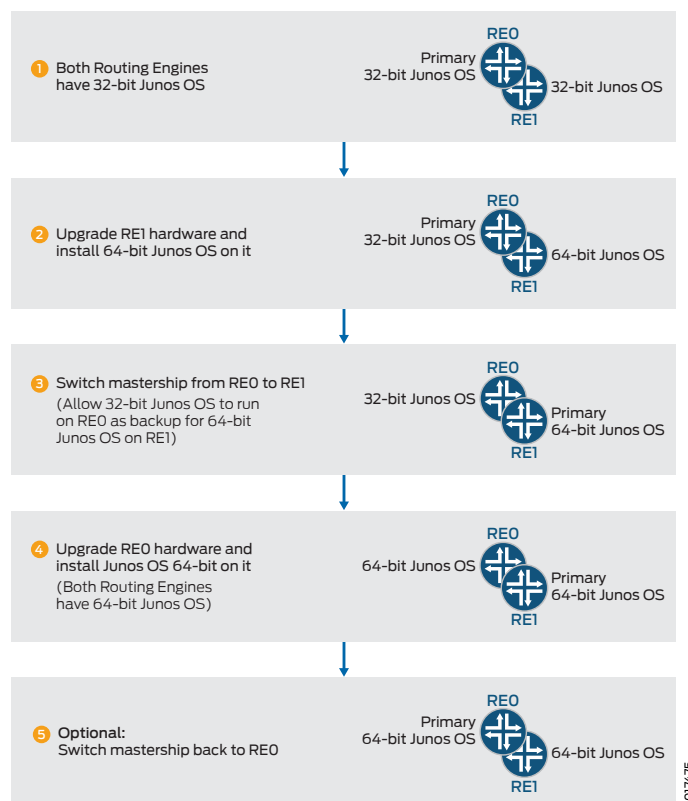 1 Both Routing Engines
have 32-bit Junos OS
RE0
Primary
32-bit Junos OS
32-bit Junos OS
RE1
2 Upgrade RE1 hardware and
install 64-bit Junos OS on it
RE0
Primary
32-bit Junos OS
64-bit Junos OS
RE1
3 Switch mastership from RE0 to RE1
(Allow 32-bit Junos OS to run
on RE0 as backup for 64-bit
Junos OS on RE1)
RE0
32-bit Junos OS
Primary
64-bit Junos OS
RE1
4 Upgrade RE0 hardware and
install Junos OS 64-bit on it
(Both Routing Engines
have 64-bit Junos OS)
RE0
64-bit Junos OS
Primary
64-bit Junos OS
RE1
5 Optional:
Switch mastership back to RE0
RE0
Primary
64-bit Junos OS
64-bit Junos OS
RE1